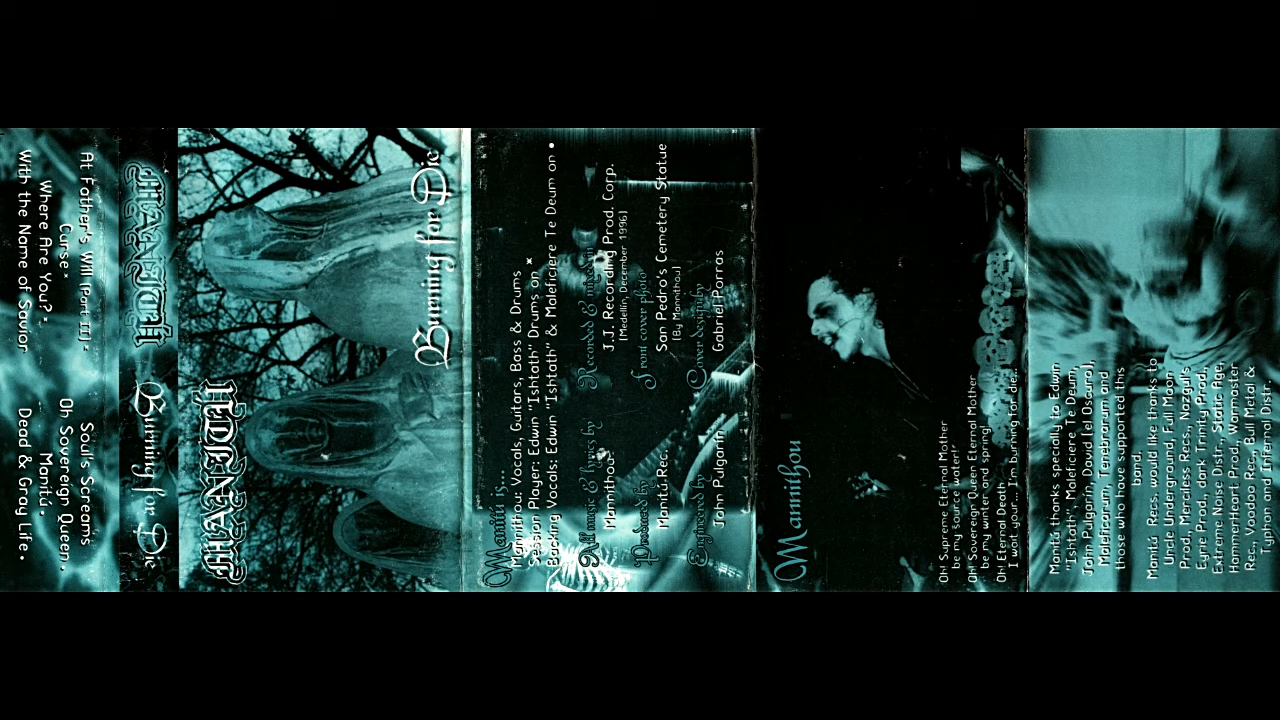 At Father's Will (Part II) *
Curse *
Where Are You? *
With the Name of Savior
Soul's Screams
Oh Sovereign Queen •
Manitú •
Dead & Gray Life •
MANITÚ
Burning for Die
MANITÚ
Burning for Die
Manitú is...
Mannithou: Vocals, Guitars, Bass & Drums
Session Player: Edwin "Ishtath" Drums on *
Backing Vocals: Edwin "Ishtath" & Maleficiere Te Deum on •
All music & lyrics by
Mannithou
Produced by
Manitú Rec.
Engineered by
John Pulgarín
Recorded & mixed in
J.J. Recording Prod. Corp.
(Medellín, December 1996)
Front cover photo
San Pedro's Cemetery Statue
(By Mannithou)
Cover design by
Gabriel Porras
Mannithou
Oh! Supreme Eternal Mother
be my source water!
Oh! Sovereign Queen Eternal Mother
be my winter and spring!
Oh! Eternal Death
I wait your... I'm burning for die...
Manitú thanks specially to Edwin
"Ishtath", Maleficiere Te Deum,
John Pulgarín, David (el Oscuro),
Maleficarum, Tenebrarum and
those who have supported this
band.
Manitú Recs. would like thanks to
Uncle Underground, Full Moon
Prod., Merciless Recs., Nazgul's
Eyrie Prod., dark Trinity Prod.,
Extreme Noise Distr., Static Age,
HammerHeart Prod., Warmaster
Rec., Voodoo Rec., Bull Metal &
Typhon and Infernal Distr.